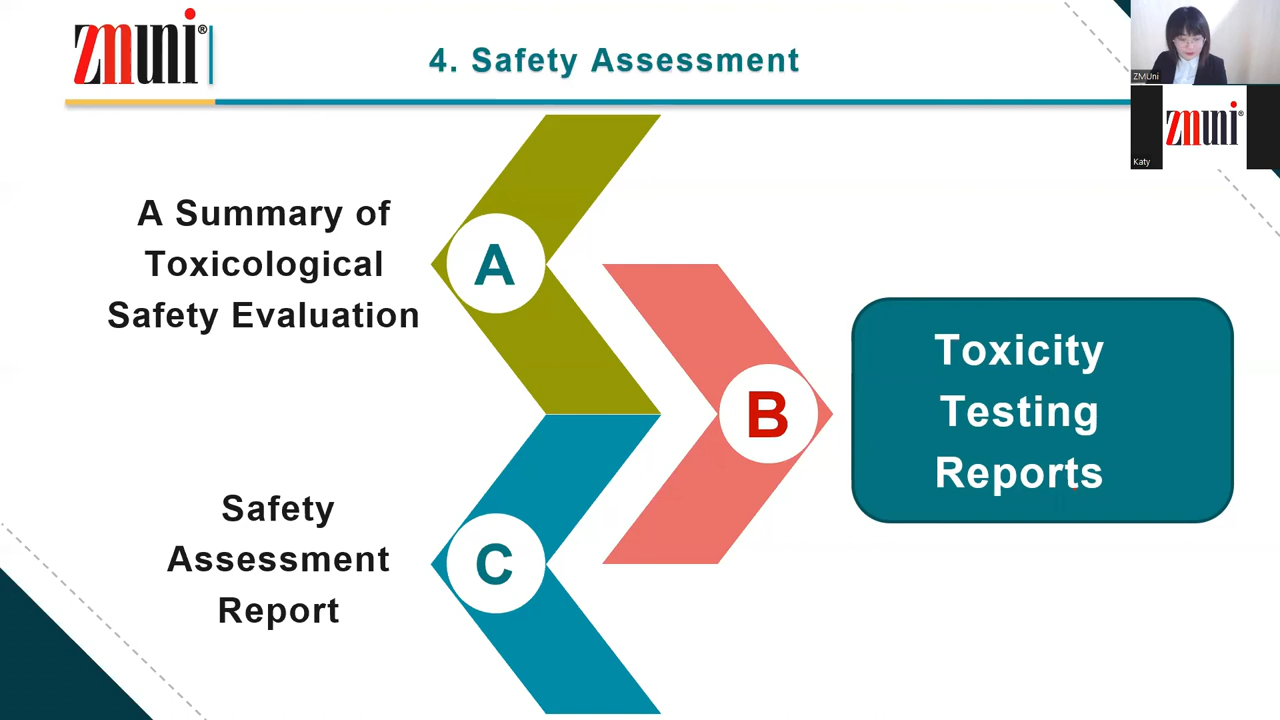 zmuni®
4. Safety Assessment
ZMUni
zmuni®
Katy
A Summary of
Toxicological
Safety Evaluation
A
B
Toxicity
Testing
Reports
Safety
Assessment
Report
C